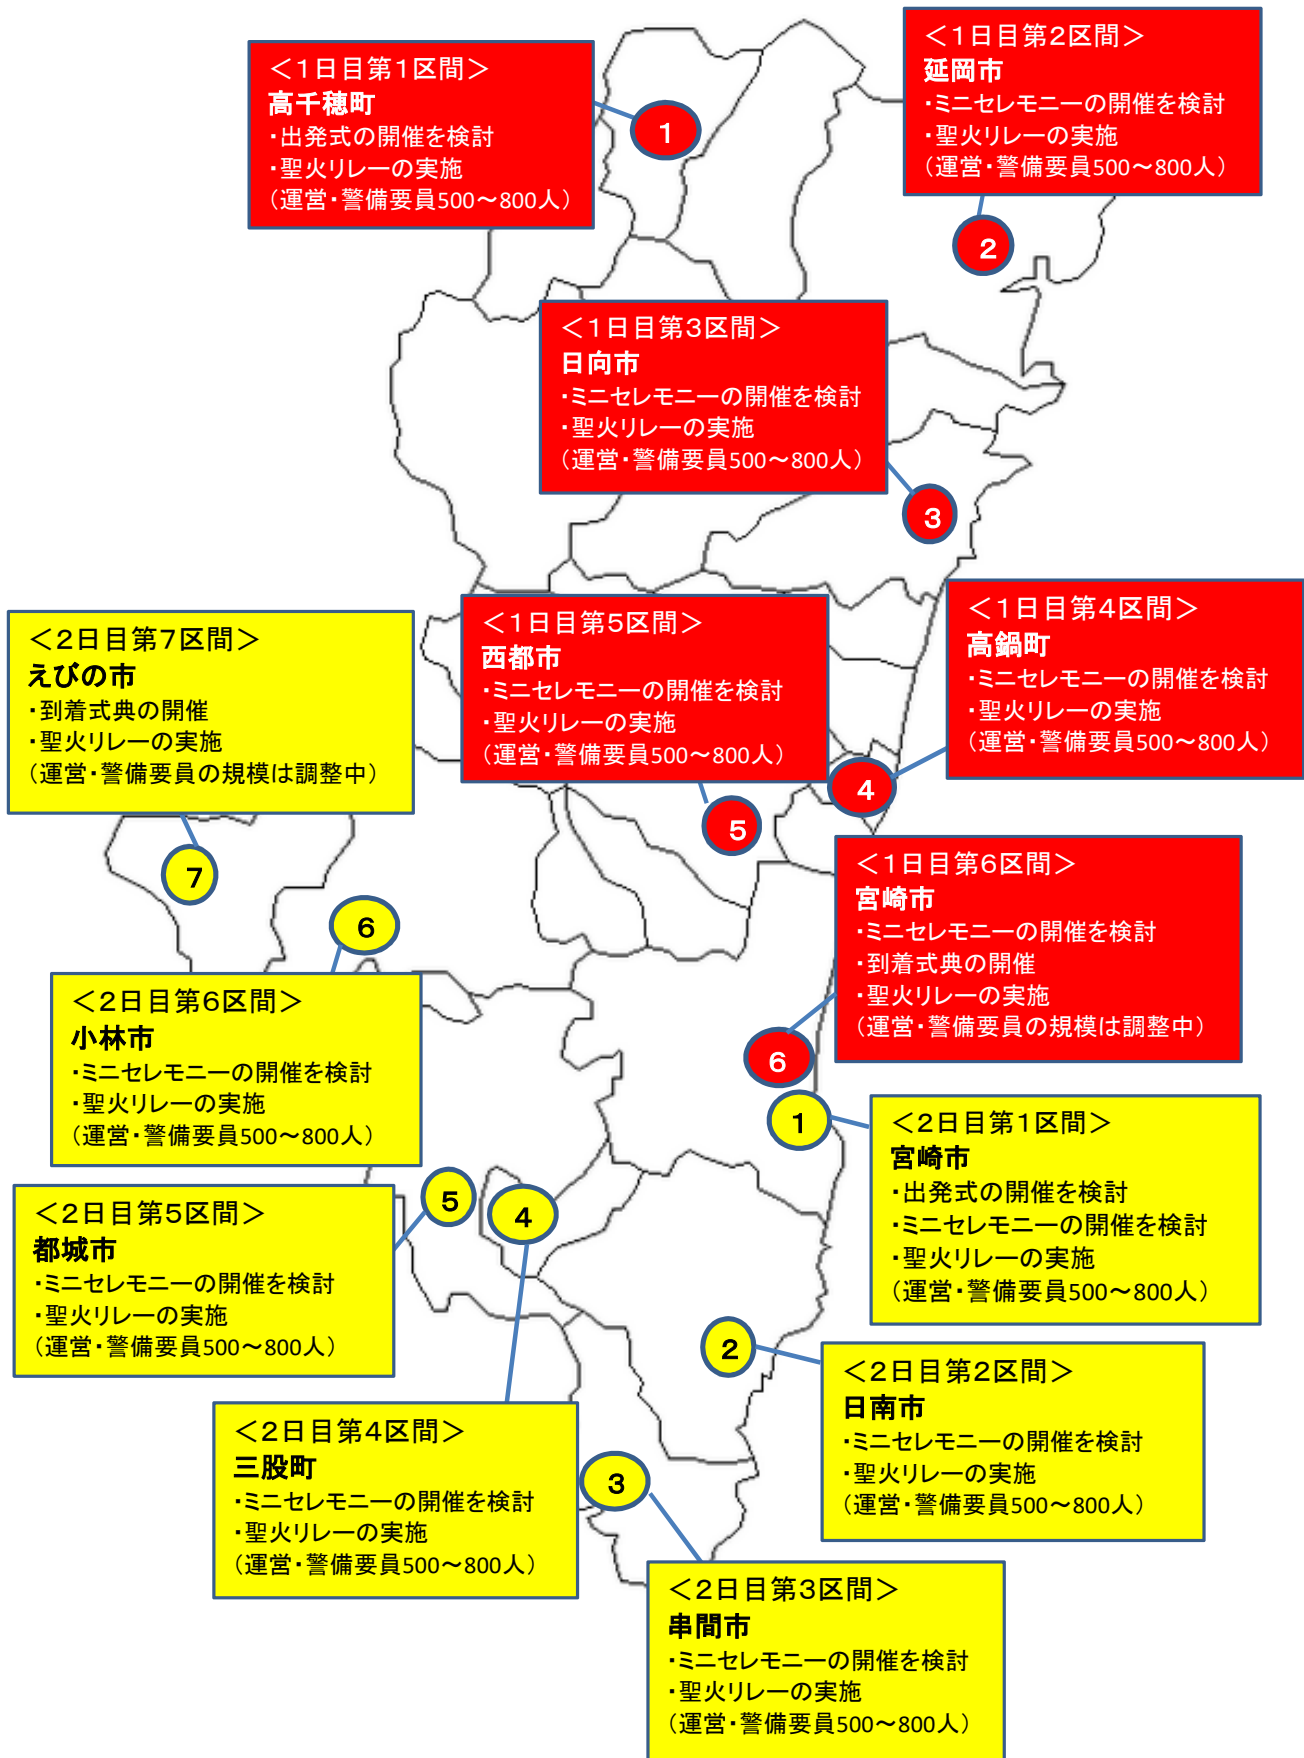 ＜1日目第1区間＞
高千穂町
・出発式の開催を検討
・聖火リレーの実施
（運営・警備要員500～800人）
1
＜1日目第2区間＞
延岡市
・ミニセレモニーの開催を検討
・聖火リレーの実施
（運営・警備要員500～800人）
2
＜1日目第3区間＞
日向市
・ミニセレモニーの開催を検討
・聖火リレーの実施
（運営・警備要員500～800人）
3
＜1日目第4区間＞
高鍋町
・ミニセレモニーの開催を検討
・聖火リレーの実施
（運営・警備要員500～800人）
4
＜1日目第5区間＞
西都市
・ミニセレモニーの開催を検討
・聖火リレーの実施
（運営・警備要員500～800人）
5
＜1日目第6区間＞
宮崎市
・ミニセレモニーの開催を検討
・到着式典の開催
・聖火リレーの実施
（運営・警備要員の規模は調整中）
6
＜2日目第7区間＞
えびの市
・到着式典の開催
・聖火リレーの実施
（運営・警備要員の規模は調整中）
7
＜2日目第6区間＞
小林市
・ミニセレモニーの開催を検討
・聖火リレーの実施
（運営・警備要員500～800人）
6
＜2日目第1区間＞
宮崎市
・出発式の開催を検討
・ミニセレモニーの開催を検討
・聖火リレーの実施
（運営・警備要員500～800人）
1
＜2日目第5区間＞
都城市
・ミニセレモニーの開催を検討
・聖火リレーの実施
（運営・警備要員500～800人）
5
＜2日目第2区間＞
日南市
・ミニセレモニーの開催を検討
・聖火リレーの実施
（運営・警備要員500～800人）
2
＜2日目第4区間＞
三股町
・ミニセレモニーの開催を検討
・聖火リレーの実施
（運営・警備要員500～800人）
4
＜2日目第3区間＞
串間市
・ミニセレモニーの開催を検討
・聖火リレーの実施
（運営・警備要員500～800人）
3